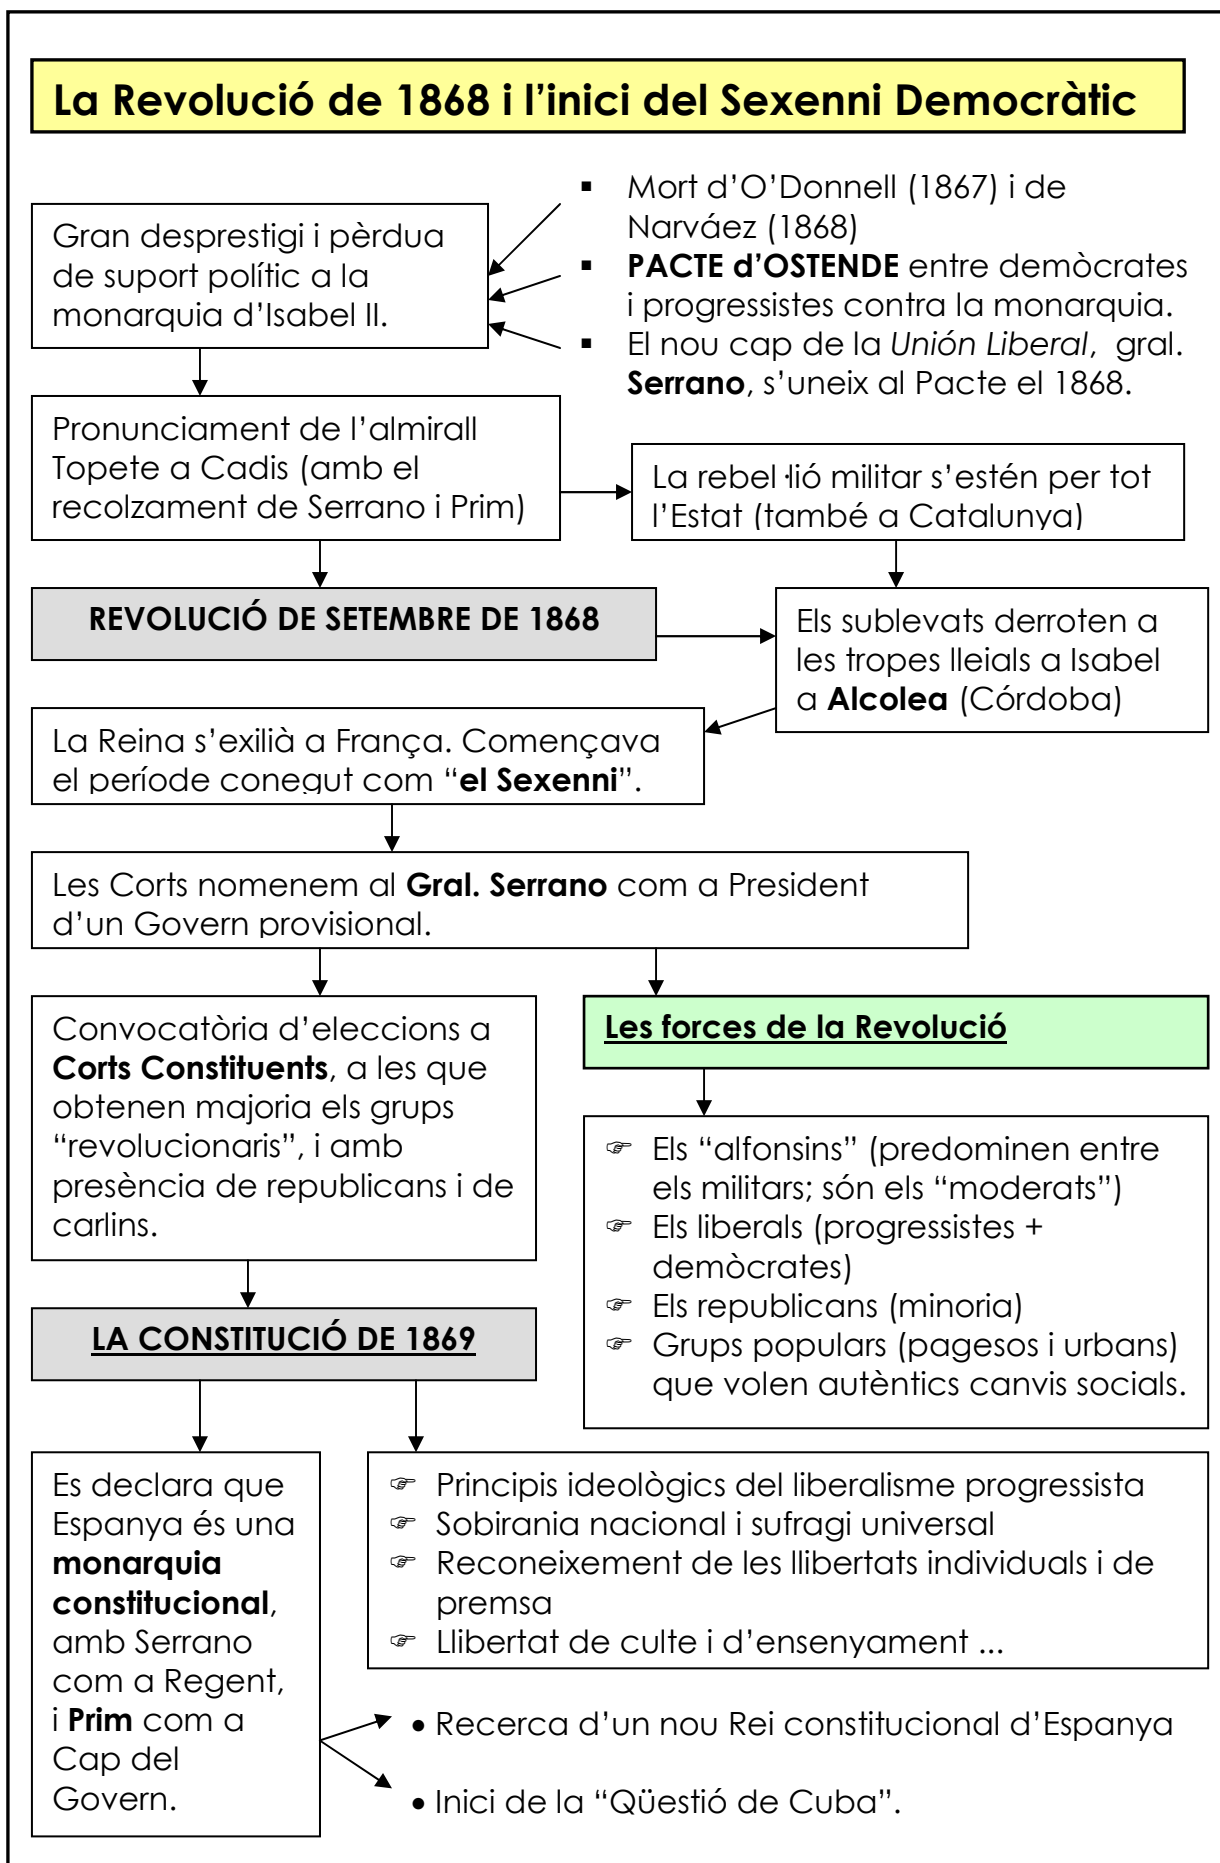 La Revolució de 1868 i l’inici del Sexenni Democràtic
Gran desprestigi i pèrdua
de suport polític a la
monarquia d’Isabel II.
▪ Mort d’O’Donnell (1867) i de
Narváez (1868)
▪ PACTE d’OSTENDE entre demòcrates
i progressistes contra la monarquia.
▪ El nou cap de la Unión Liberal, gral.
Serrano, s’uneix al Pacte el 1868.
Pronunciament de l’almirall
Topete a Cadis (amb el
recolzament de Serrano i Prim)
La rebel·lió militar s’estén per tot
l’Estat (també a Catalunya)
REVOLUCIÓ DE SETEMBRE DE 1868
Els sublevats derroten a
les tropes lleials a Isabel
a Alcolea (Córdoba)
La Reina s’exilià a França. Començava
el període conegut com “el Sexenni”.
Les Corts nomenem al Gral. Serrano com a President
d’un Govern provisional.
Convocatòria d’eleccions a
Corts Constituents, a les que
obtenen majoria els grups
“revolucionaris”, i amb
presència de republicans i de
carlins.
Les forces de la Revolució
☞ Els “alfonsins” (predominen entre
els militars; són els “moderats”)
☞ Els liberals (progressistes +
demòcrates)
☞ Els republicans (minoria)
☞ Grups populars (pagesos i urbans)
que volen autèntics canvis socials.
LA CONSTITUCIÓ DE 1869
Es declara que
Espanya és una
monarquia
constitucional,
amb Serrano
com a Regent,
i Prim com a
Cap del
Govern.
☞ Principis ideològics del liberalisme progressista
☞ Sobirania nacional i sufragi universal
☞ Reconeixement de les llibertats individuals i de
premsa
☞ Llibertat de culte i d’ensenyament ...
• Recerca d’un nou Rei constitucional d’Espanya
• Inici de la “Qüestió de Cuba”.